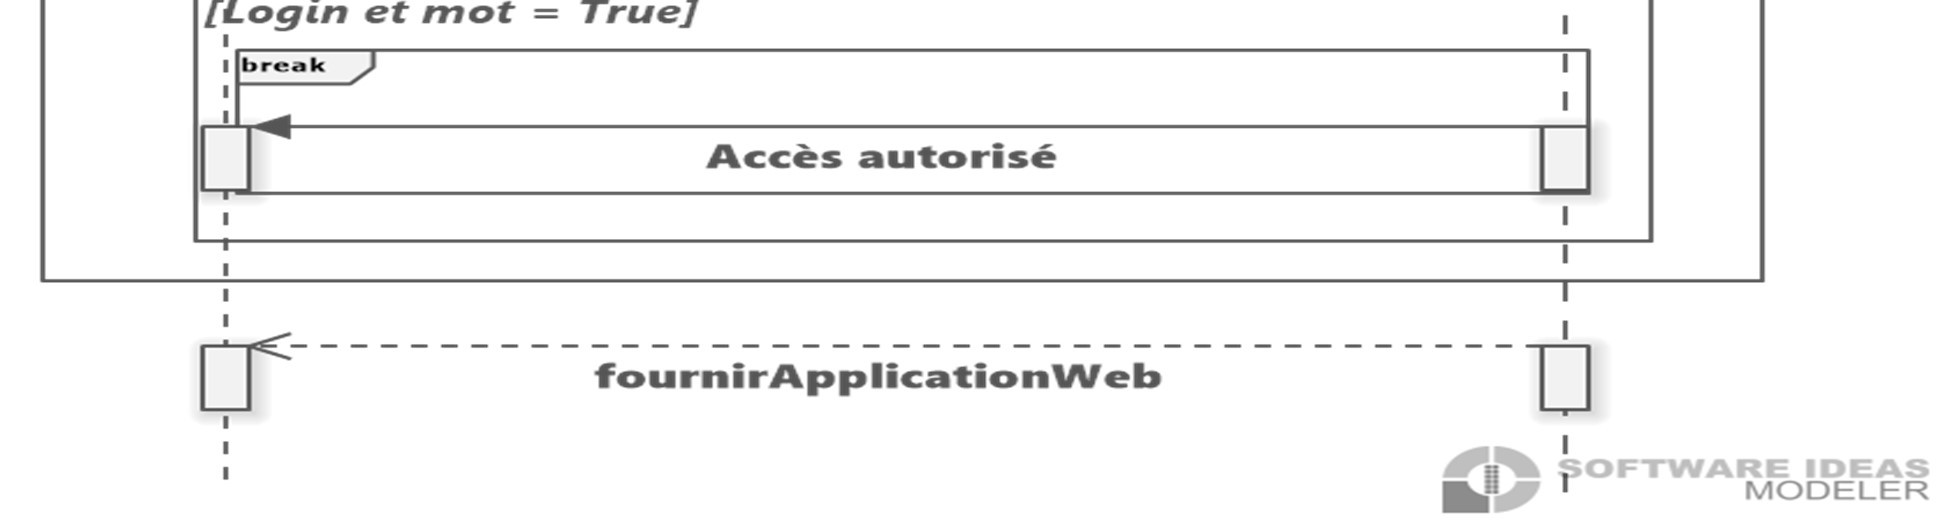 [Login et mot = True]
break
Accès autorisé
fournirApplicationWeb
SOFTWARE IDEAS
MODELER